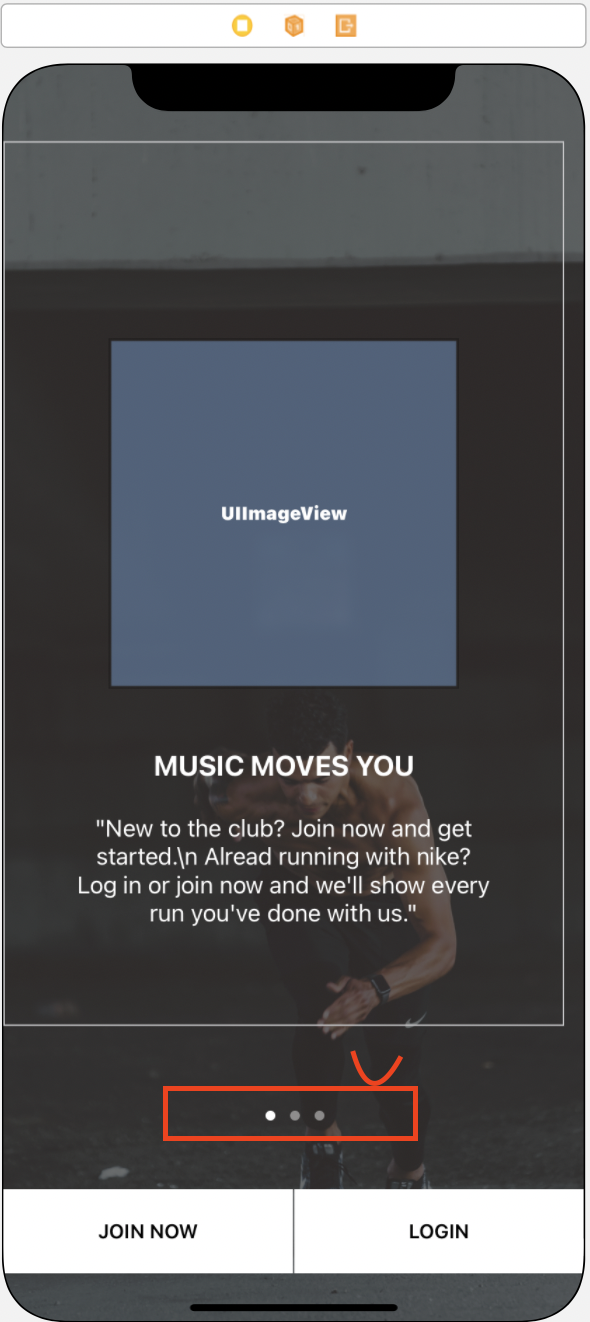 UIImageView
MUSIC MOVES YOU
"New to the club? Join now and get
started.\n Alread running with nike?
Log in or join now and we'll show every
run you've done with us."
JOIN NOW
LOGIN